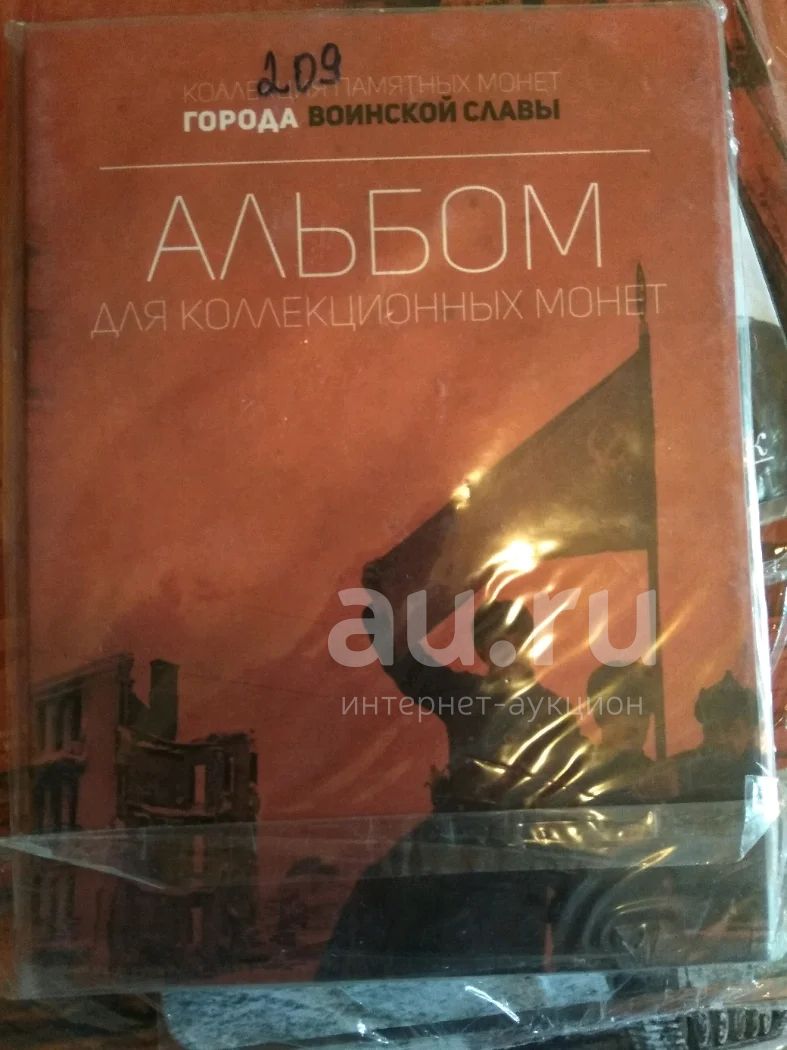 209
КОЛЛЕКЦИЯ ПАМЯТНЫХ МОНЕТ
ГОРОДА ВОИНСКОЙ СЛАВЫ
АЛЬБОМ
ДЛЯ КОЛЛЕКЦИОННЫХ МОНЕТ
au.ru
интернет-аукцион